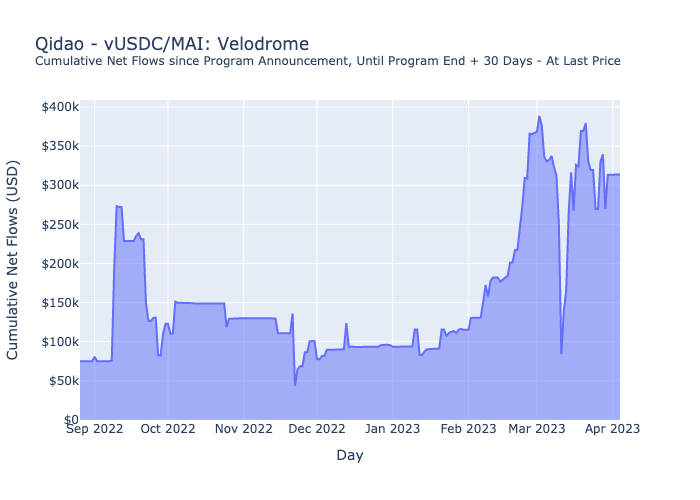 Qidao - vUSDC/MAI: Velodrome
Cumulative Net Flows since Program Announcement, Until Program End + 30 Days - At Last Price
$400k
$350k
$300k
$250k
$200k
$150k
$100k
$50k
$0
Cumulative Net Flows (USD)
Sep 2022 Oct 2022 Nov 2022 Dec 2022 Jan 2023 Feb 2023 Mar 2023 Apr 2023
Day